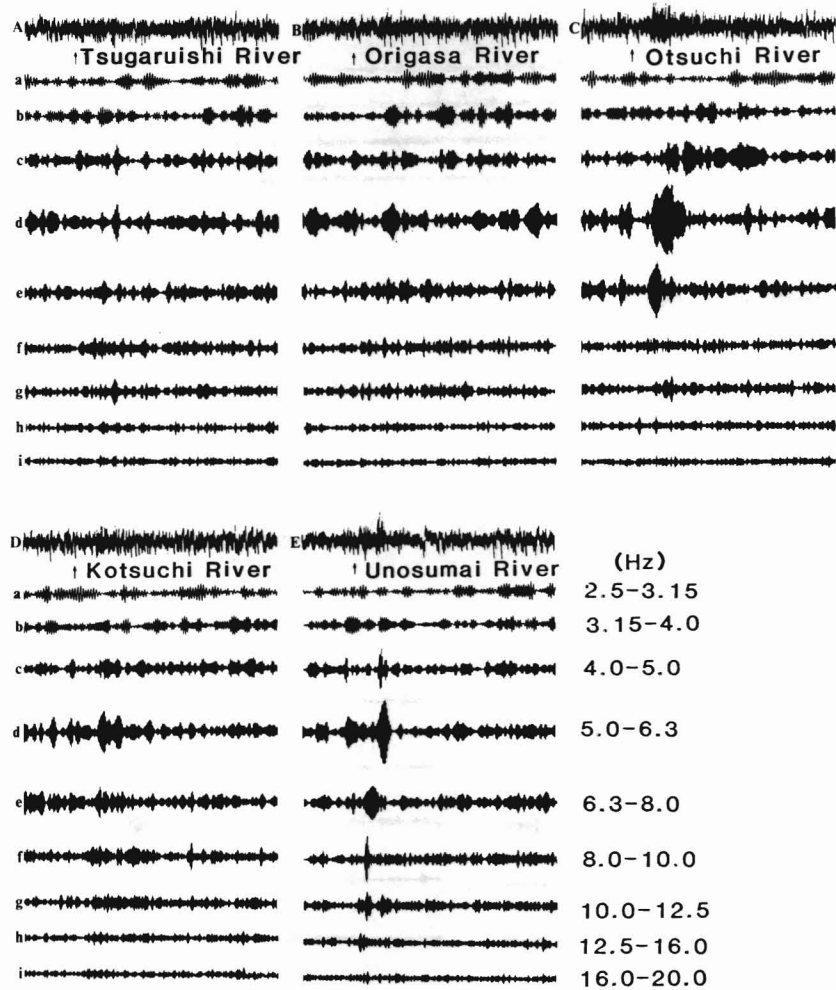 A B C
↑Tsugaruishi River ↑Origasa River ↑Otsuchi River
a
b
c
d
e
f
g
h
i
D E (Hz)
↑Kotsuchi River ↑Unosumai River
a 2.5-3.15
b 3.15-4.0
c 4.0-5.0
d 5.0-6.3
e 6.3-8.0
f 8.0-10.0
g 10.0-12.5
h 12.5-16.0
i 16.0-20.0